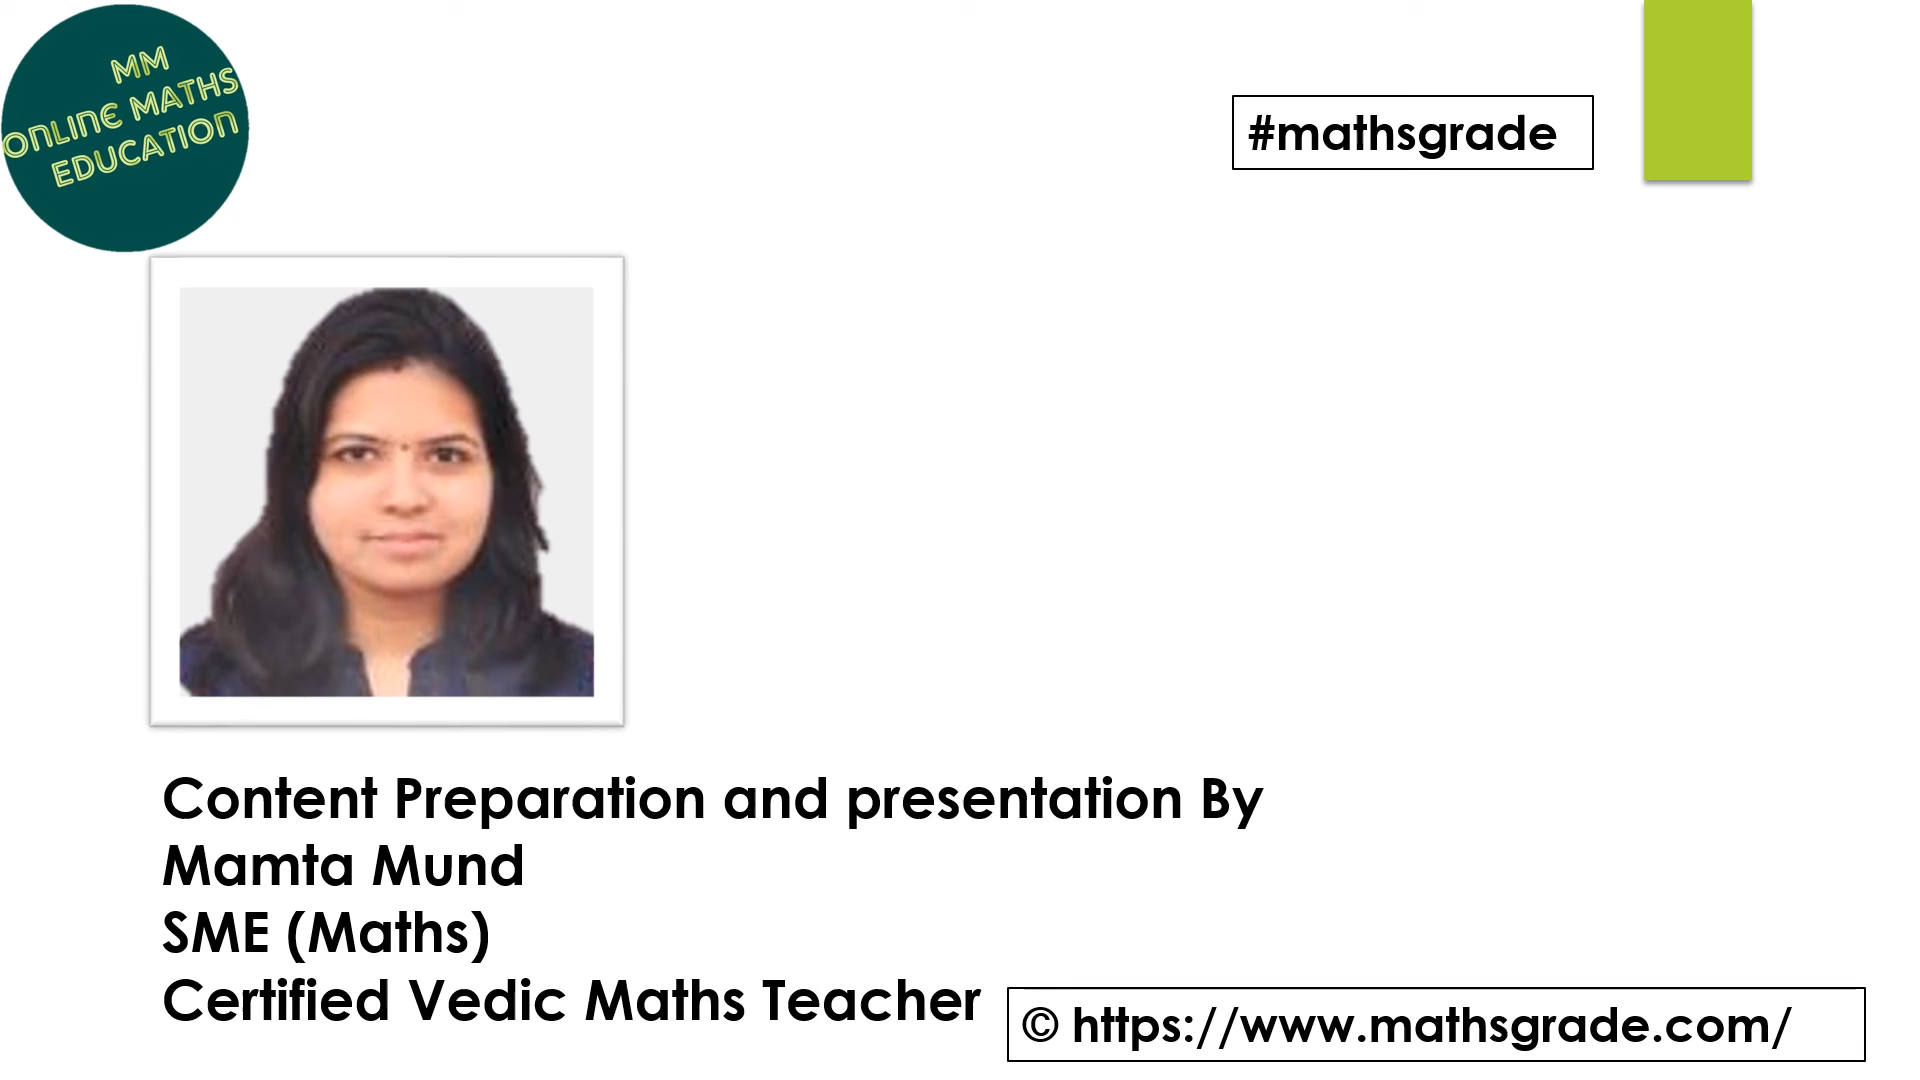 MM
ONLINE MATHS
EDUCATION
#mathsgrade
Content Preparation and presentation By
Mamta Mund
SME (Maths)
Certified Vedic Maths Teacher
© https://www.mathsgrade.com/